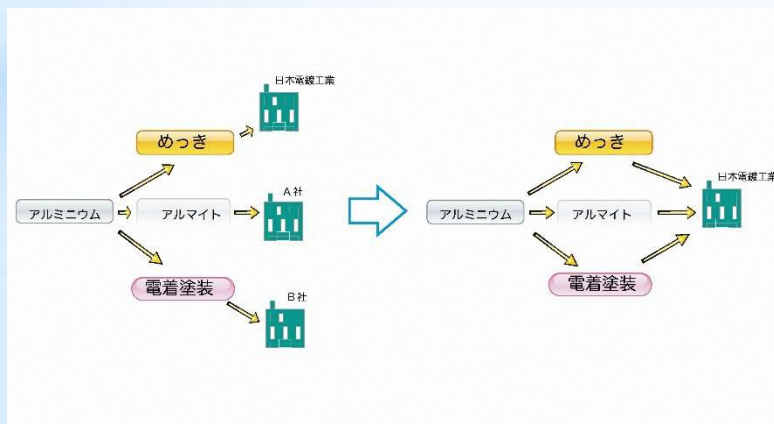 日本電鍍工業
めっき
A社
アルミニウム
アルマイト
電着塗装
B社
めっき
日本電鍍工業
アルミニウム
アルマイト
電着塗装